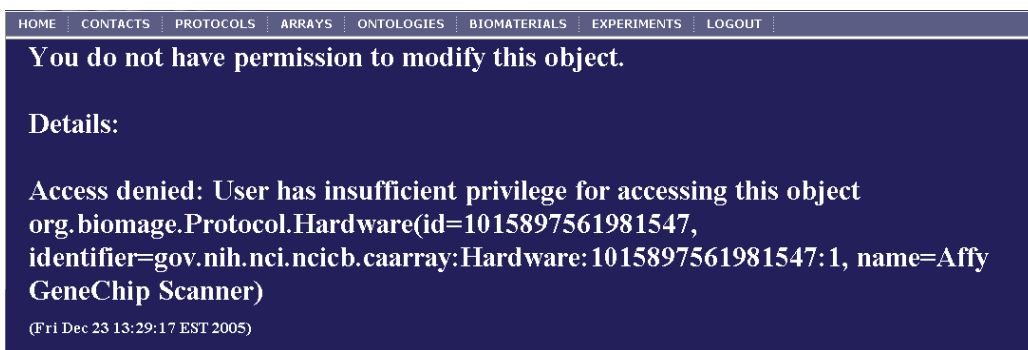 HOME CONTACTS PROTOCOLS ARRAYS ONTOLOGIES BIOMATERIALS EXPERIMENTS LOGOUT
You do not have permission to modify this object.
Details:
Access denied: User has insufficient privilege for accessing this object
org.biomage.Protocol.Hardware(id=1015897561981547,
identifier=gov.nih.nci.ncicb.caarray:Hardware:1015897561981547:1, name=Affy
GeneChip Scanner)
(Fri Dec 23 13:29:17 EST 2005)